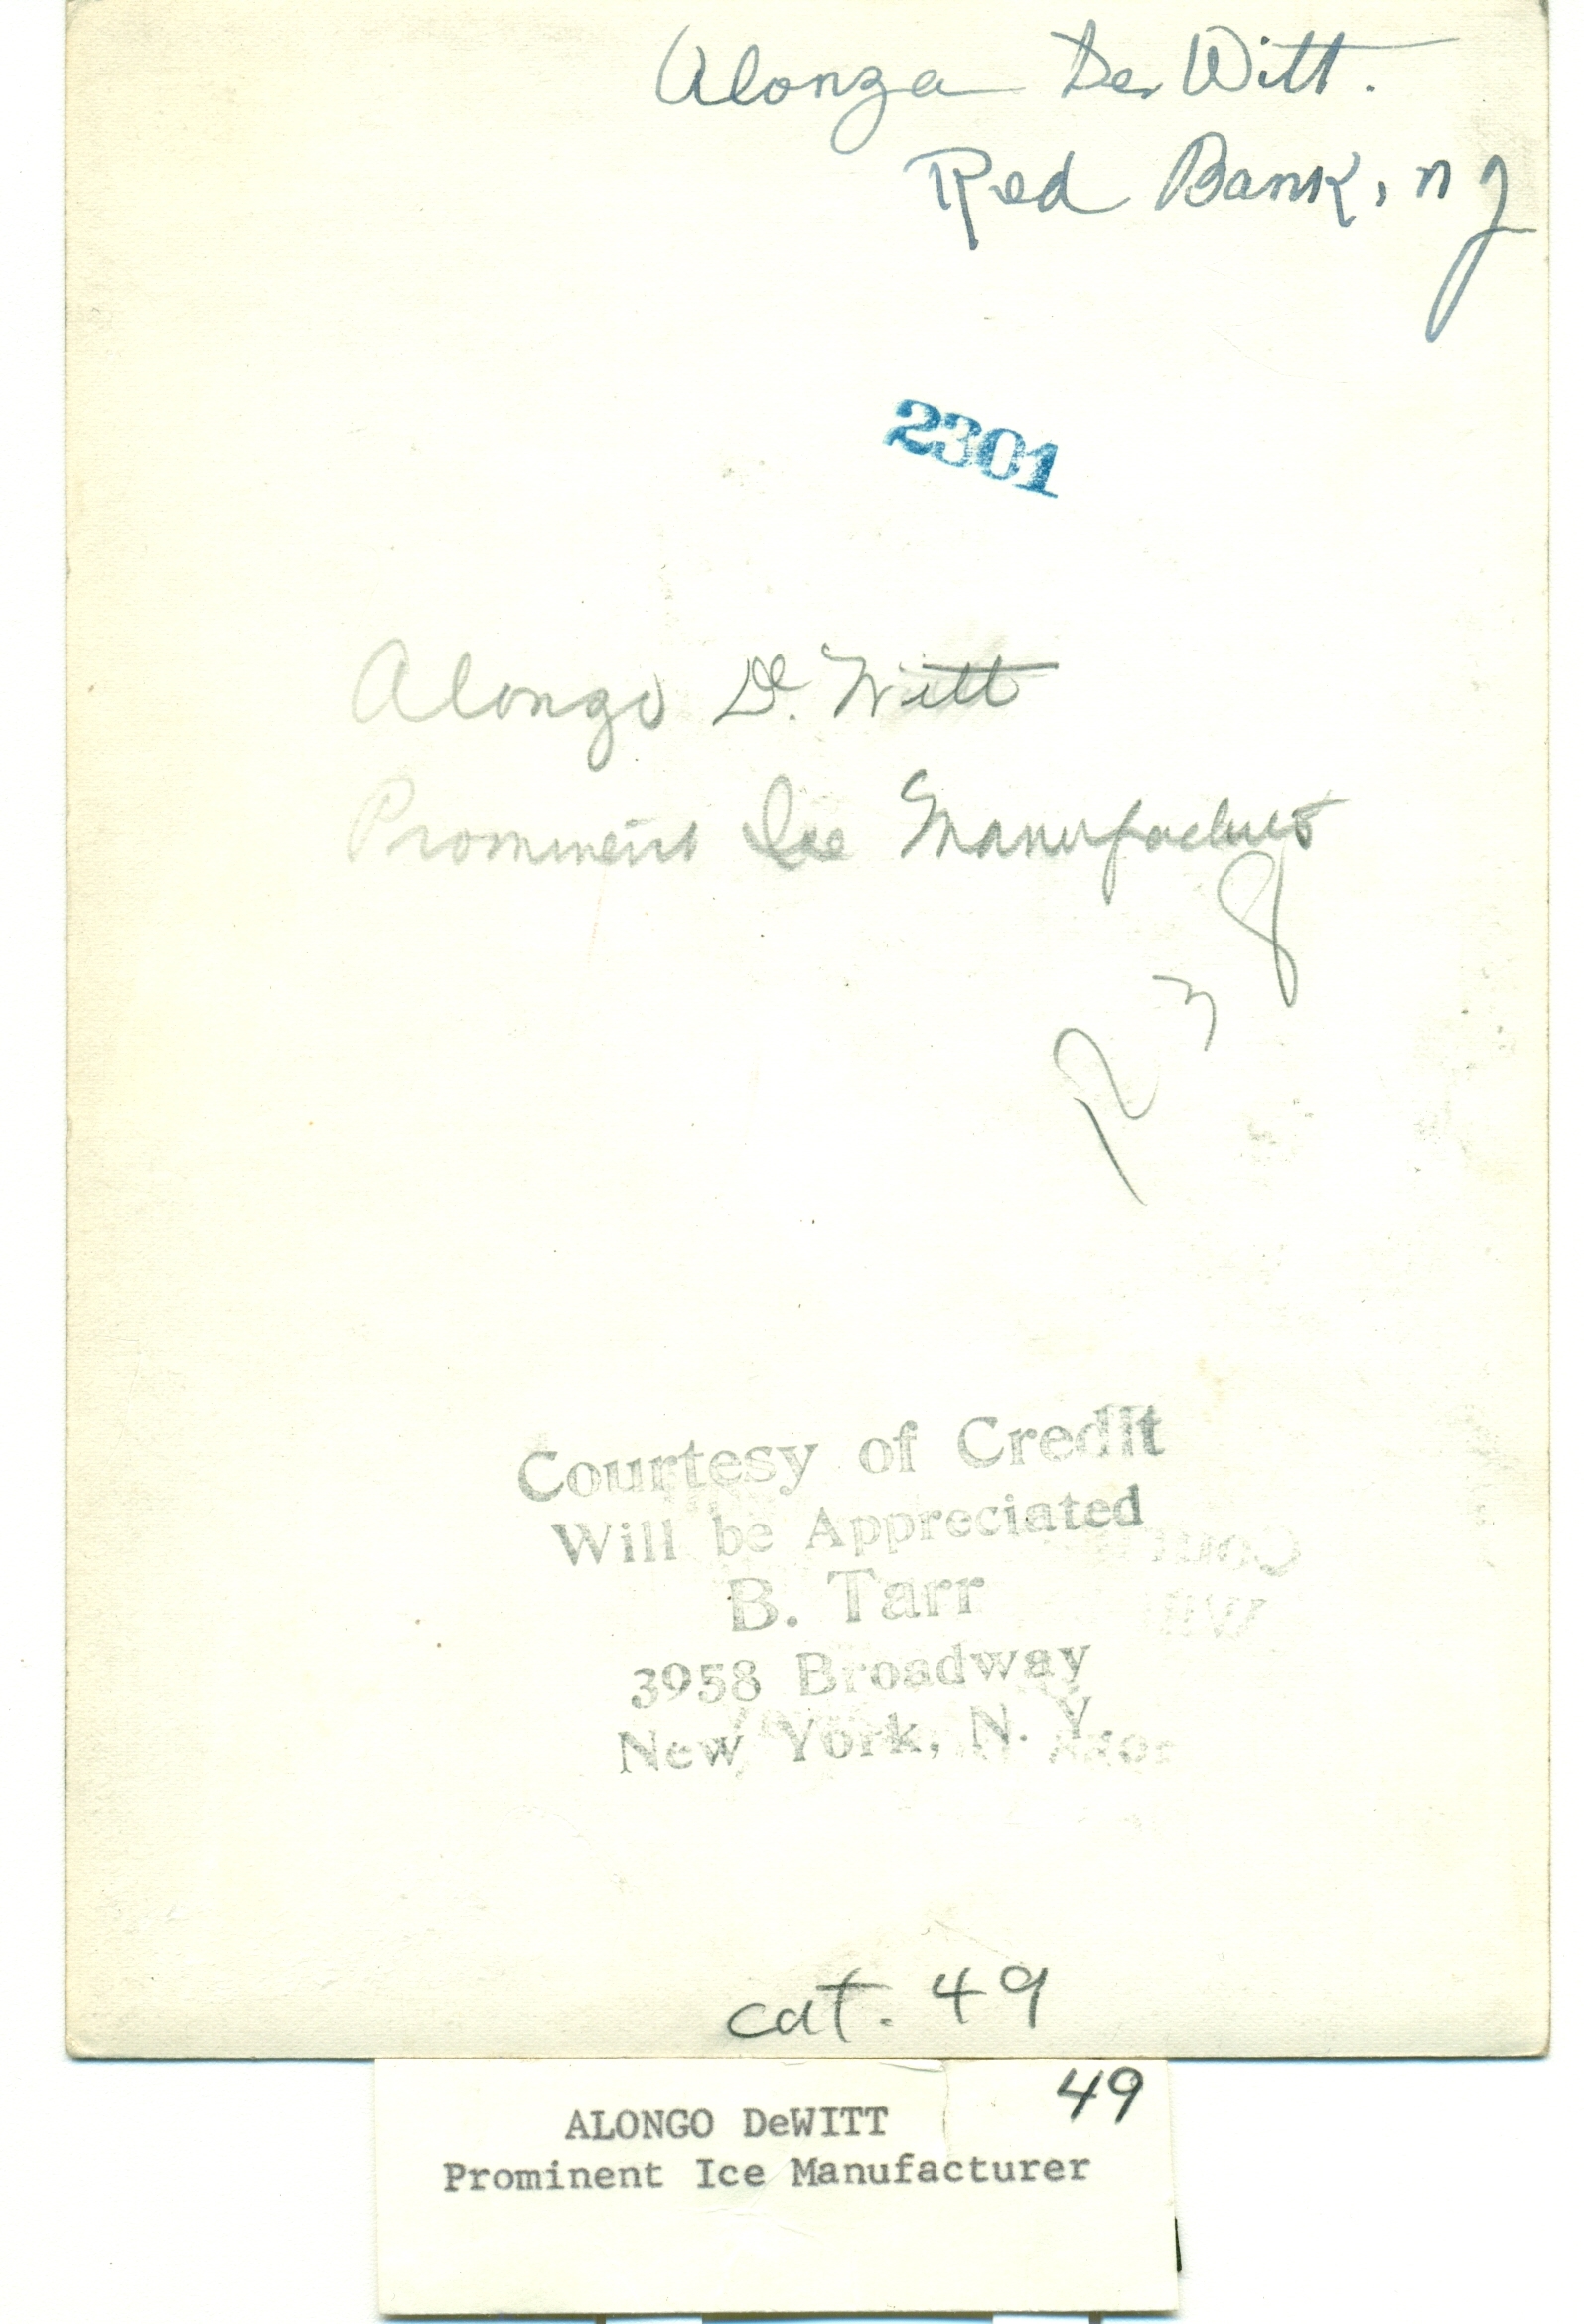 Alonza De Witt.
Red Bank, n J
2301
Alongo De. Witt
Prominent Ice Manufacturer
R n J
Courtesy of Credit
Will be Appreciated
B. Tarr
3958 Broadway
New York, N. Y.
cat. 49
49
ALONGO DeWITT
Prominent Ice Manufacturer